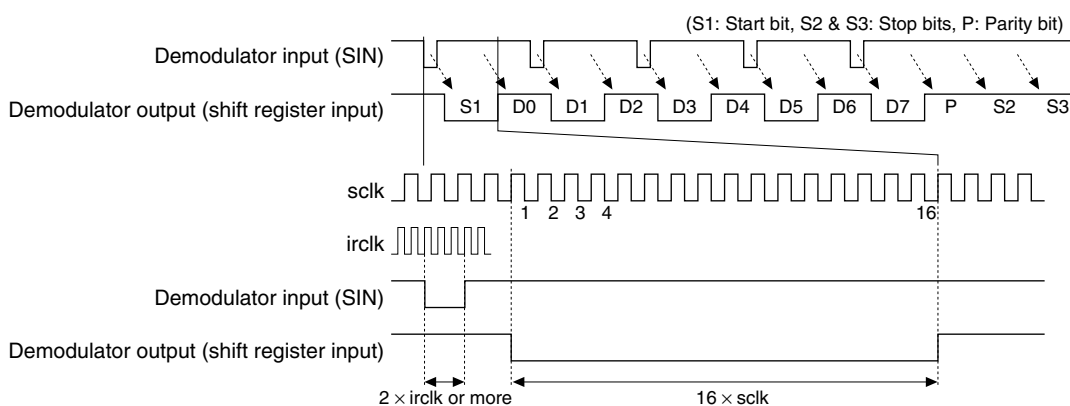 (S1: Start bit, S2 & S3: Stop bits, P: Parity bit)
Demodulator input (SIN)
Demodulator output (shift register input)
S1 D0 D1 D2 D3 D4 D5 D6 D7 P S2 S3
sclk
1 2 3 4 16
irclk
Demodulator input (SIN)
Demodulator output (shift register input)
2 × irclk or more 16 × sclk